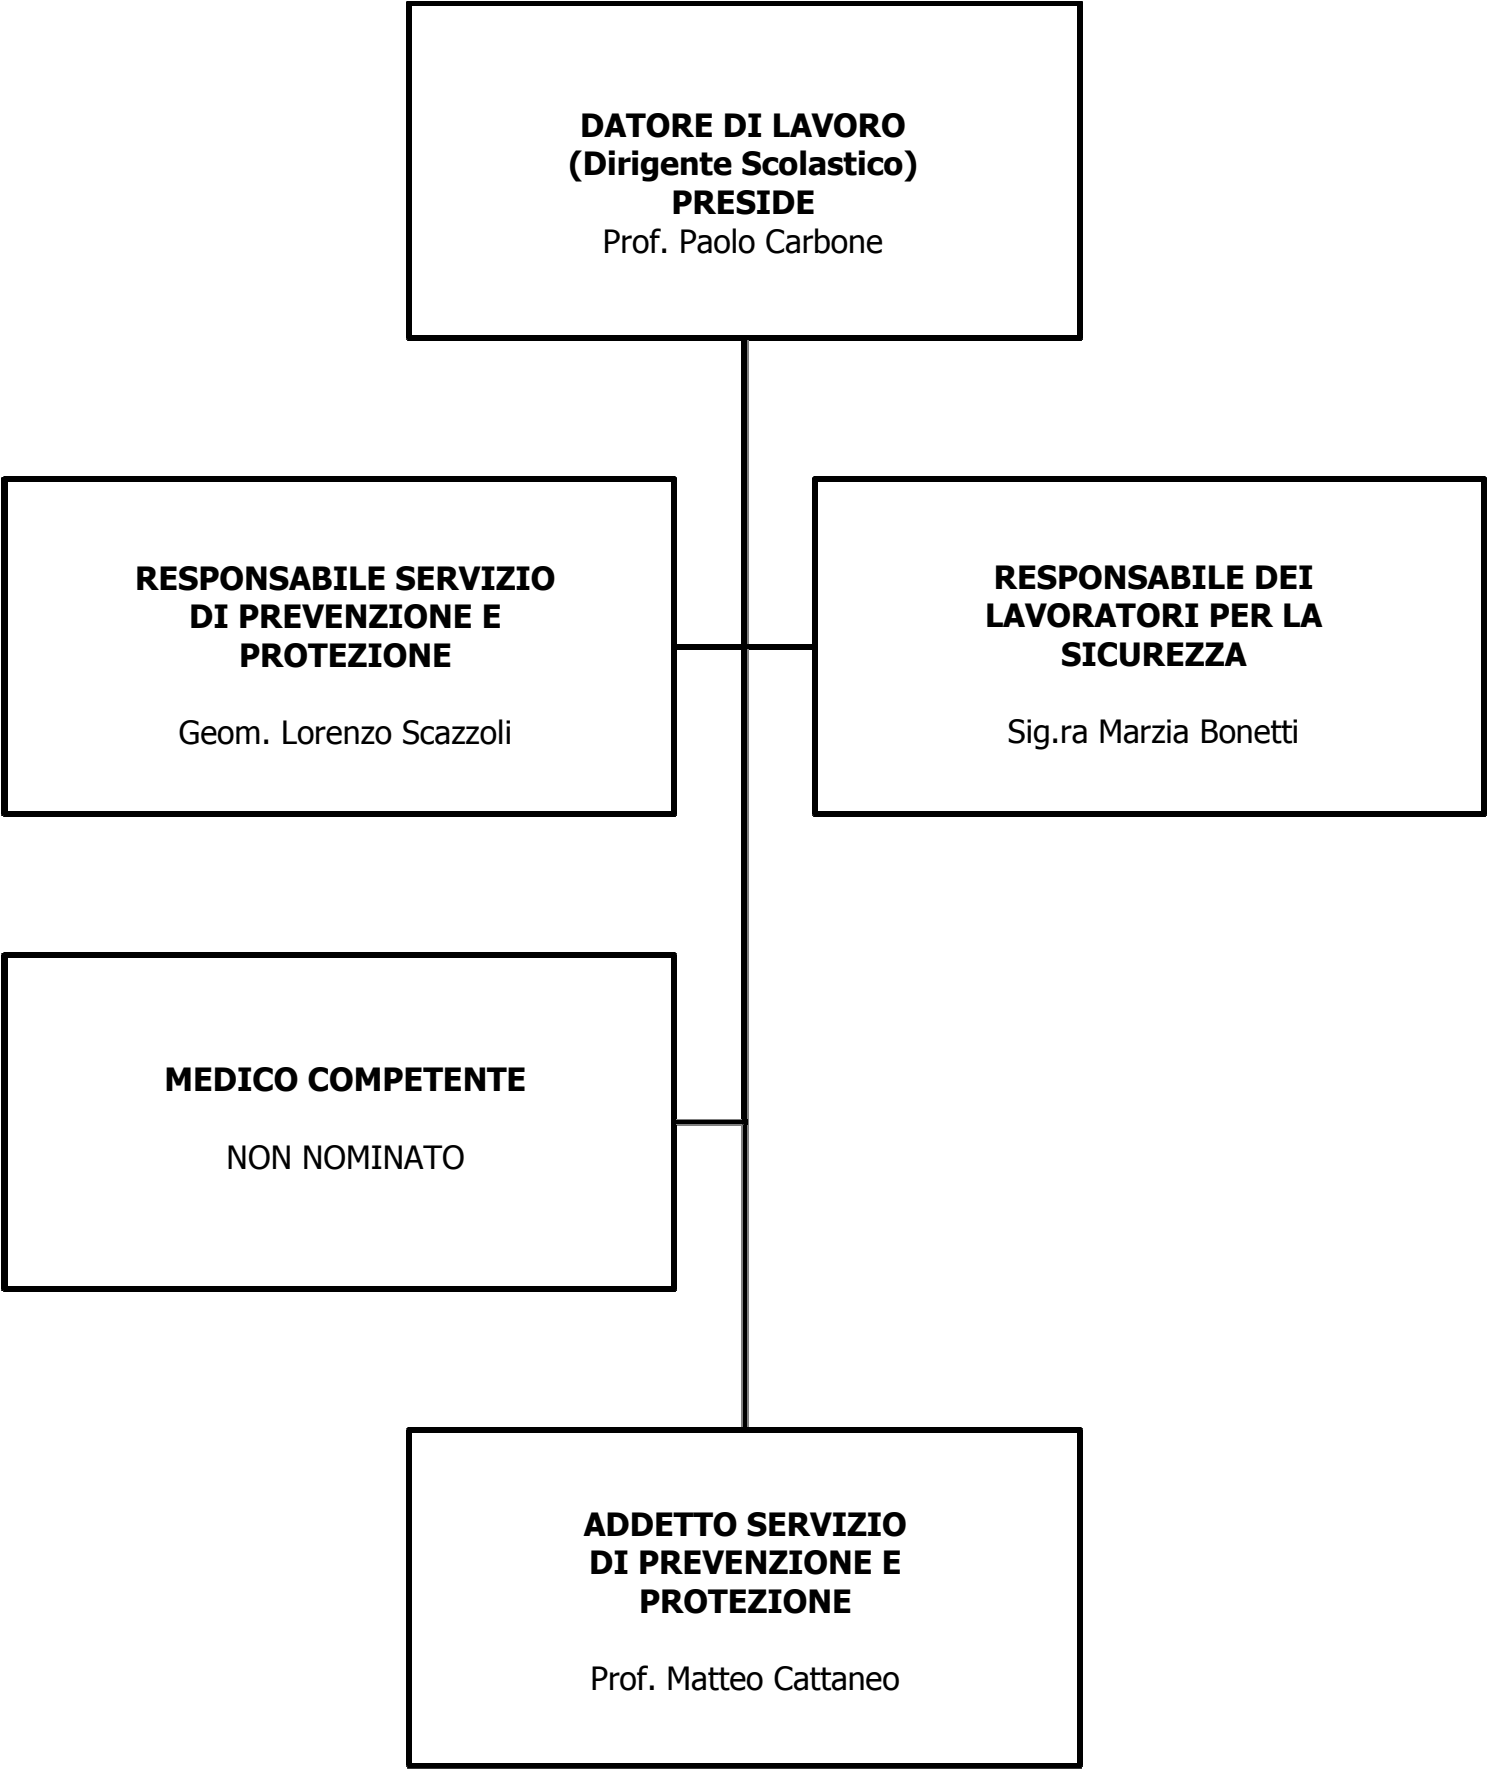 DATORE DI LAVORO
(Dirigente Scolastico)
PRESIDE
Prof. Paolo Carbone
RESPONSABILE SERVIZIO
DI PREVENZIONE E
PROTEZIONE
Geom. Lorenzo Scazzoli
RESPONSABILE DEI
LAVORATORI PER LA
SICUREZZA
Sig.ra Marzia Bonetti
MEDICO COMPETENTE
NON NOMINATO
ADDETTO SERVIZIO
DI PREVENZIONE E
PROTEZIONE
Prof. Matteo Cattaneo